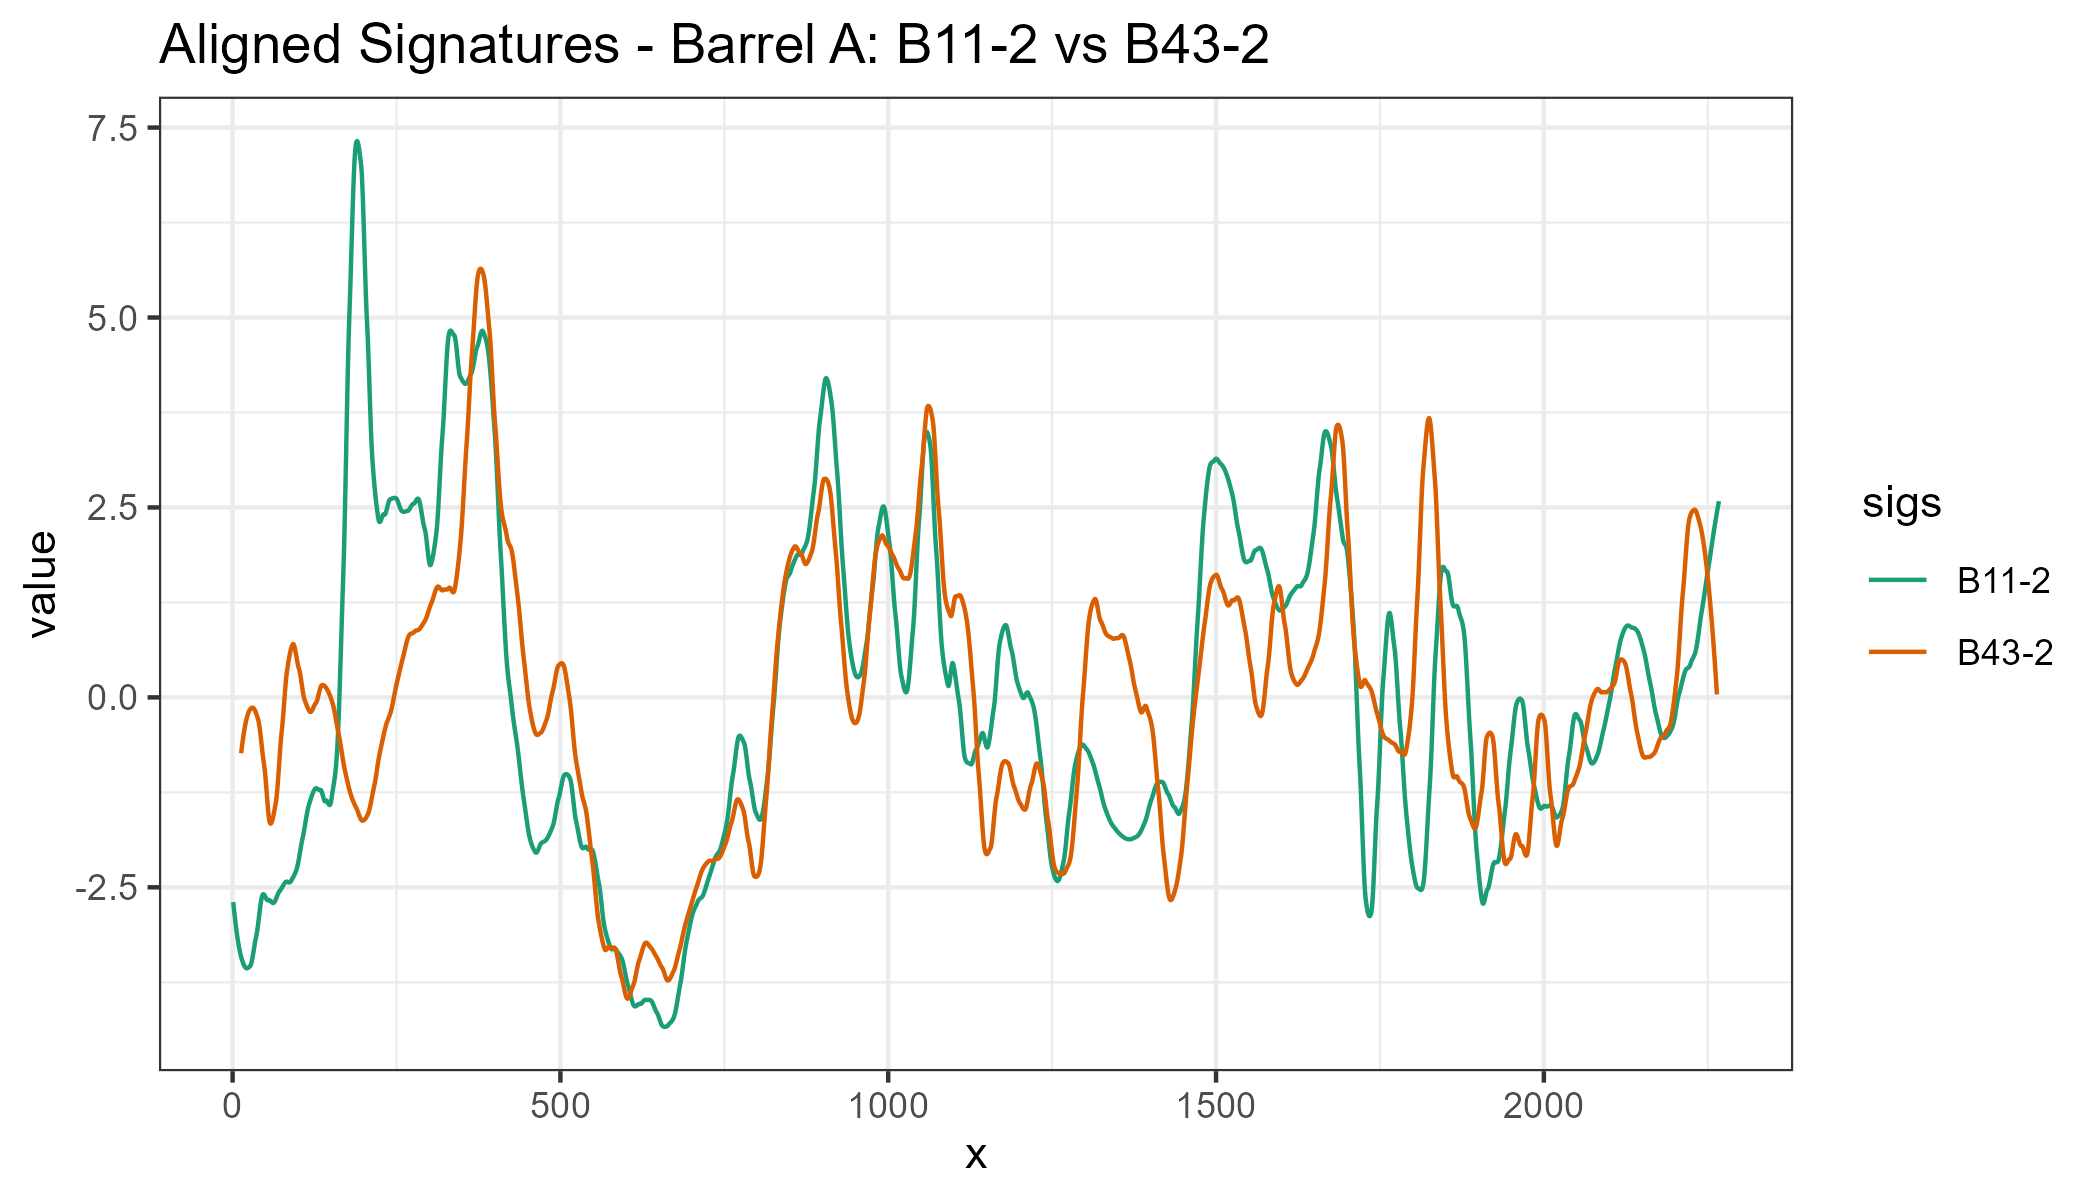 Aligned Signatures - Barrel A: B11-2 vs B43-2
7.5
5.0
2.5
0.0
-2.5
value
0 500 1000 1500 2000
x
sigs
B11-2
B43-2